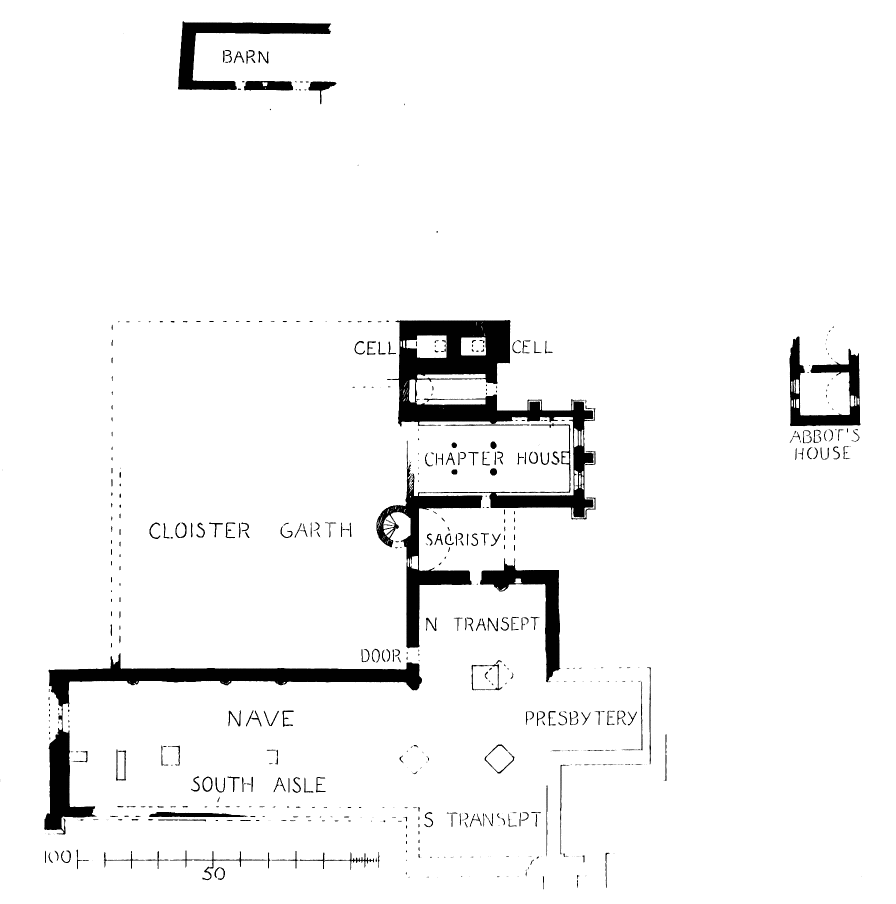 BARN
CELL
CELL
ABBOT'S
HOUSE
CHAPTER HOUSE
CLOISTER GARTH
SACRISTY
N TRANSEPT
DOOR
NAVE
PRESBYTERY
SOUTH AISLE
S TRANSEPT
100
50